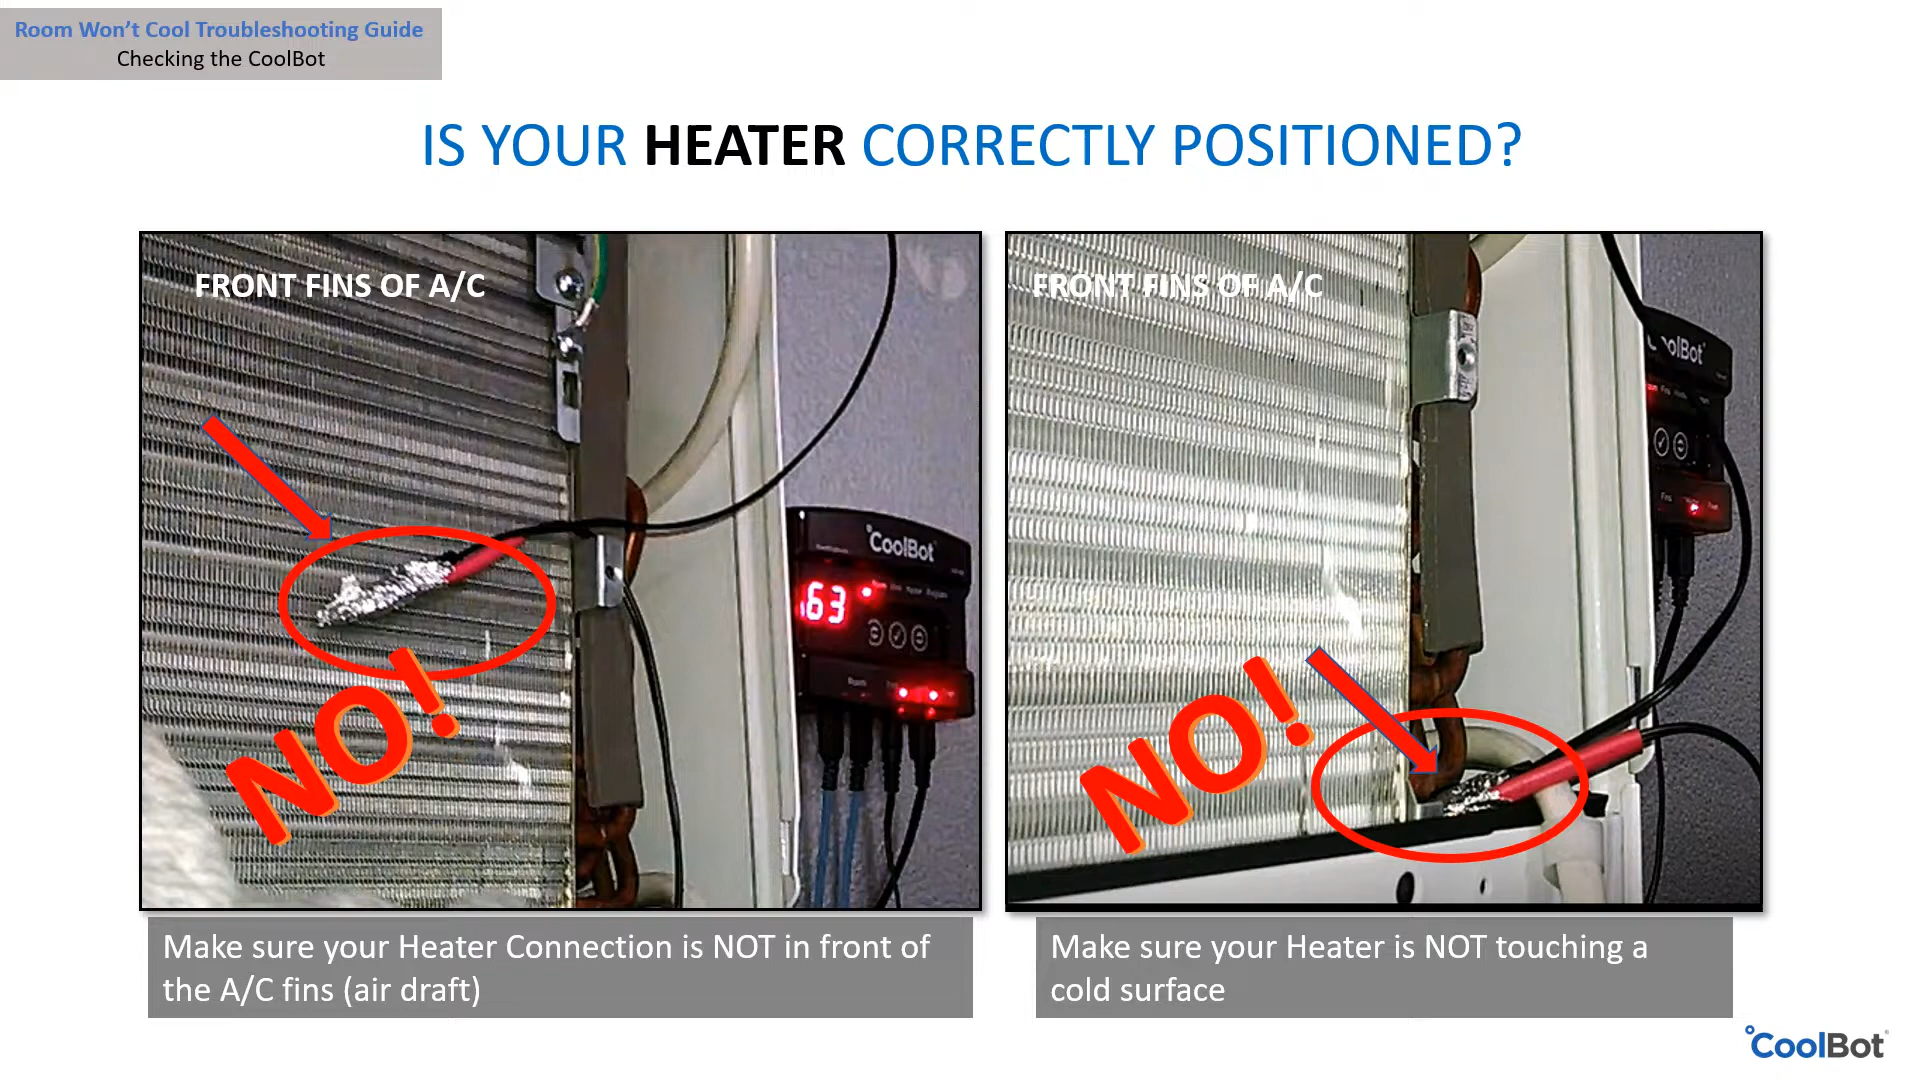 Room Won't Cool Troubleshooting Guide
Checking the CoolBot
IS YOUR HEATER CORRECTLY POSITIONED?
FRONT FINS OF A/C
NO!
CoolBot
63
Room
FRONT FINS OF A/C
NO!
CoolBot
Fins
Make sure your Heater Connection is NOT in front of
the A/C fins (air draft)
Make sure your Heater is NOT touching a
cold surface
CoolBot